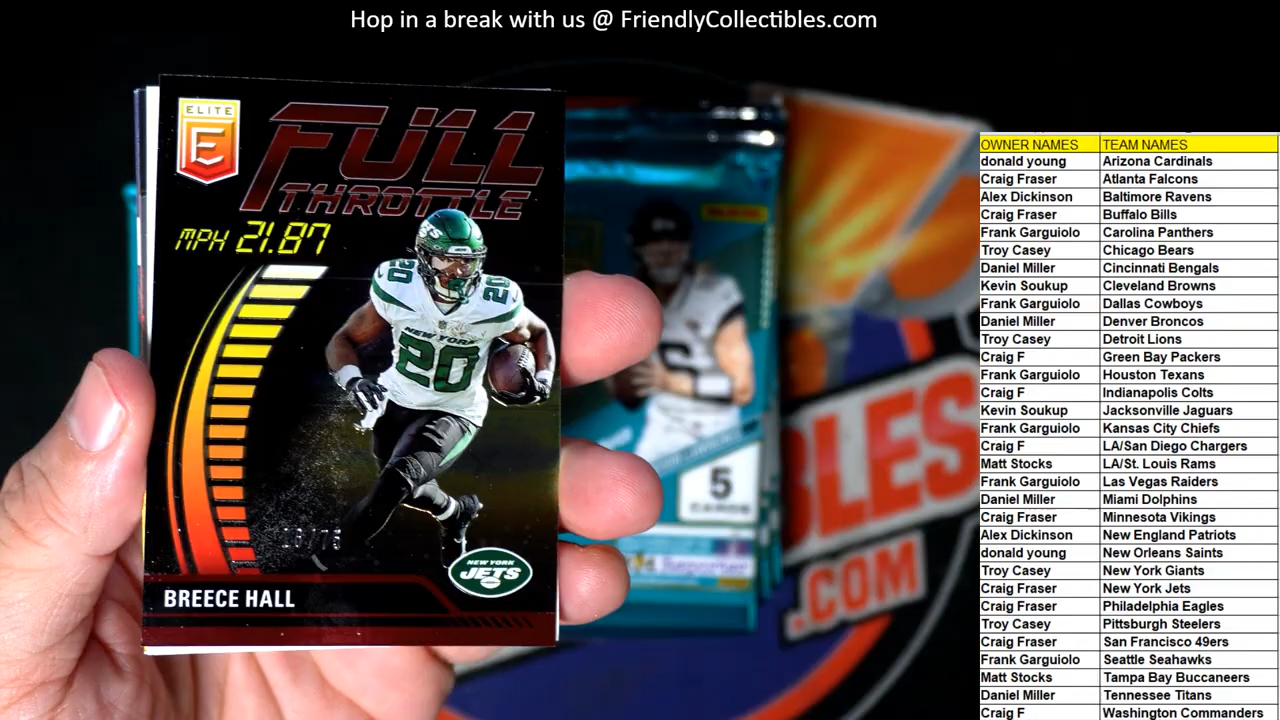 Hop in a break with us @ FriendlyCollectibles.com
ELITE
E
FULL
THROTTLE
MPH 21.87
JETS
20
20
NEW YORK
20
NEW YORK
JETS
BREECE HALL
5
CARDS
BLES
.COM
OWNER NAMES TEAM NAMES
donald young Arizona Cardinals
Craig Fraser Atlanta Falcons
Alex Dickinson Baltimore Ravens
Craig Fraser Buffalo Bills
Frank Garguiolo Carolina Panthers
Troy Casey Chicago Bears
Daniel Miller Cincinnati Bengals
Kevin Soukup Cleveland Browns
Frank Garguiolo Dallas Cowboys
Daniel Miller Denver Broncos
Troy Casey Detroit Lions
Craig F Green Bay Packers
Frank Garguiolo Houston Texans
Craig F Indianapolis Colts
Kevin Soukup Jacksonville Jaguars
Frank Garguiolo Kansas City Chiefs
Craig F LA/San Diego Chargers
Matt Stocks LA/St. Louis Rams
Frank Garguiolo Las Vegas Raiders
Daniel Miller Miami Dolphins
Craig Fraser Minnesota Vikings
Alex Dickinson New England Patriots
donald young New Orleans Saints
Troy Casey New York Giants
Craig Fraser New York Jets
Craig Fraser Philadelphia Eagles
Troy Casey Pittsburgh Steelers
Craig Fraser San Francisco 49ers
Frank Garguiolo Seattle Seahawks
Matt Stocks Tampa Bay Buccaneers
Daniel Miller Tennessee Titans
Craig F Washington Commanders